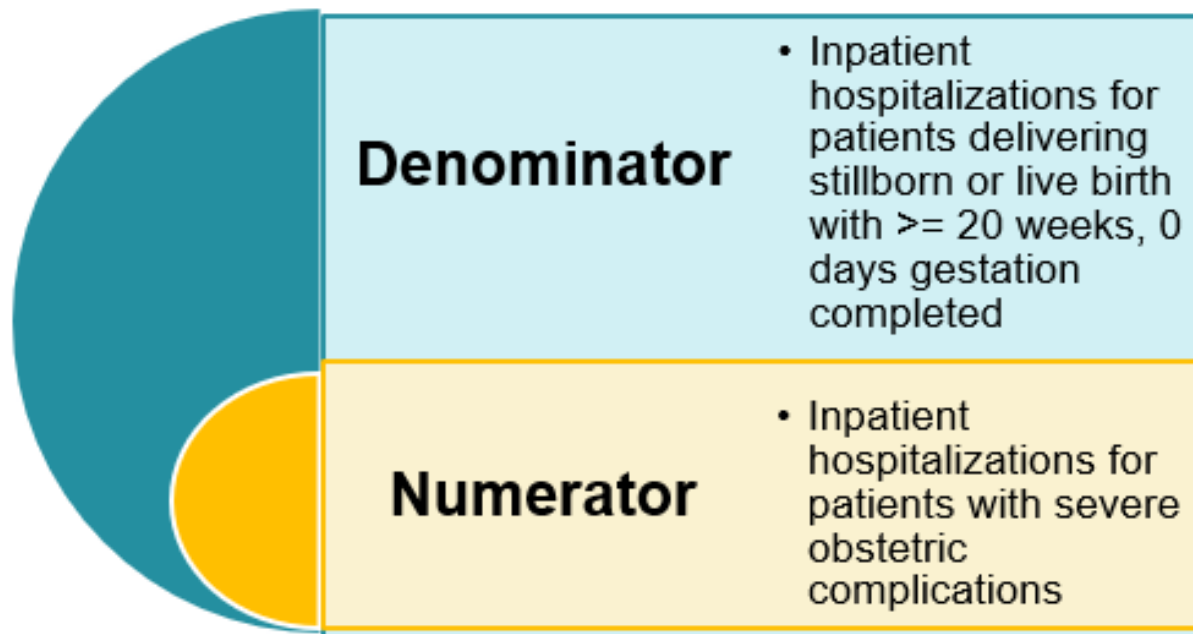 Denominator
• Inpatient
hospitalizations for
patients delivering
stillborn or live birth
with >= 20 weeks, 0
days gestation
completed
Numerator
• Inpatient
hospitalizations for
patients with severe
obstetric
complications